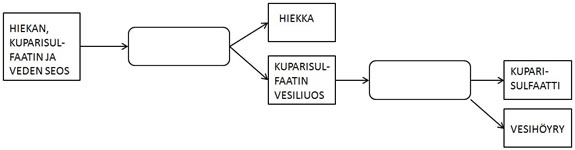 HIEKAN,
KUPARISUL-
FAATIN JA
VEDEN SEOS
HIEKKA
KUPARISUL-
FAATIN
VESILIUOS
KUPARI-
SULFAATTI
VESIHÖYRY